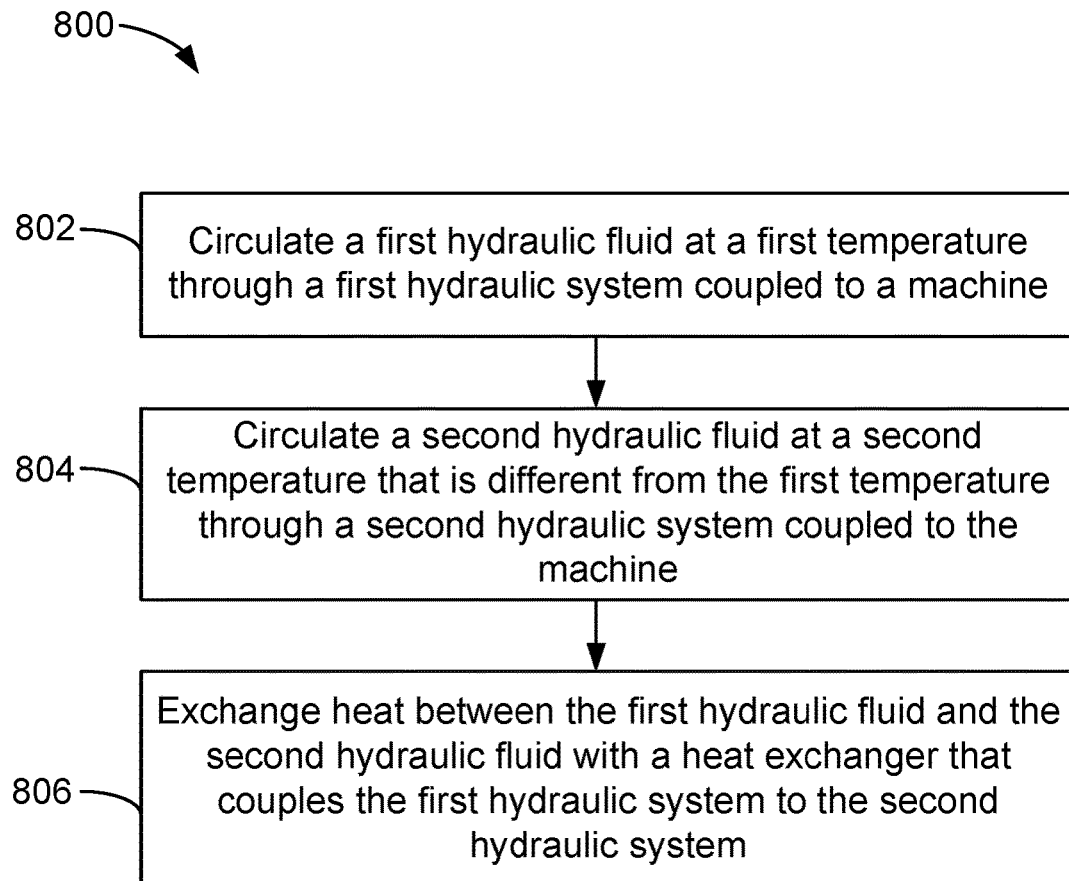 800
802
Circulate a first hydraulic fluid at a first temperature
through a first hydraulic system coupled to a machine
804
Circulate a second hydraulic fluid at a second
temperature that is different from the first temperature
through a second hydraulic system coupled to the
machine
806
Exchange heat between the first hydraulic fluid and the
second hydraulic fluid with a heat exchanger that
couples the first hydraulic system to the second
hydraulic system